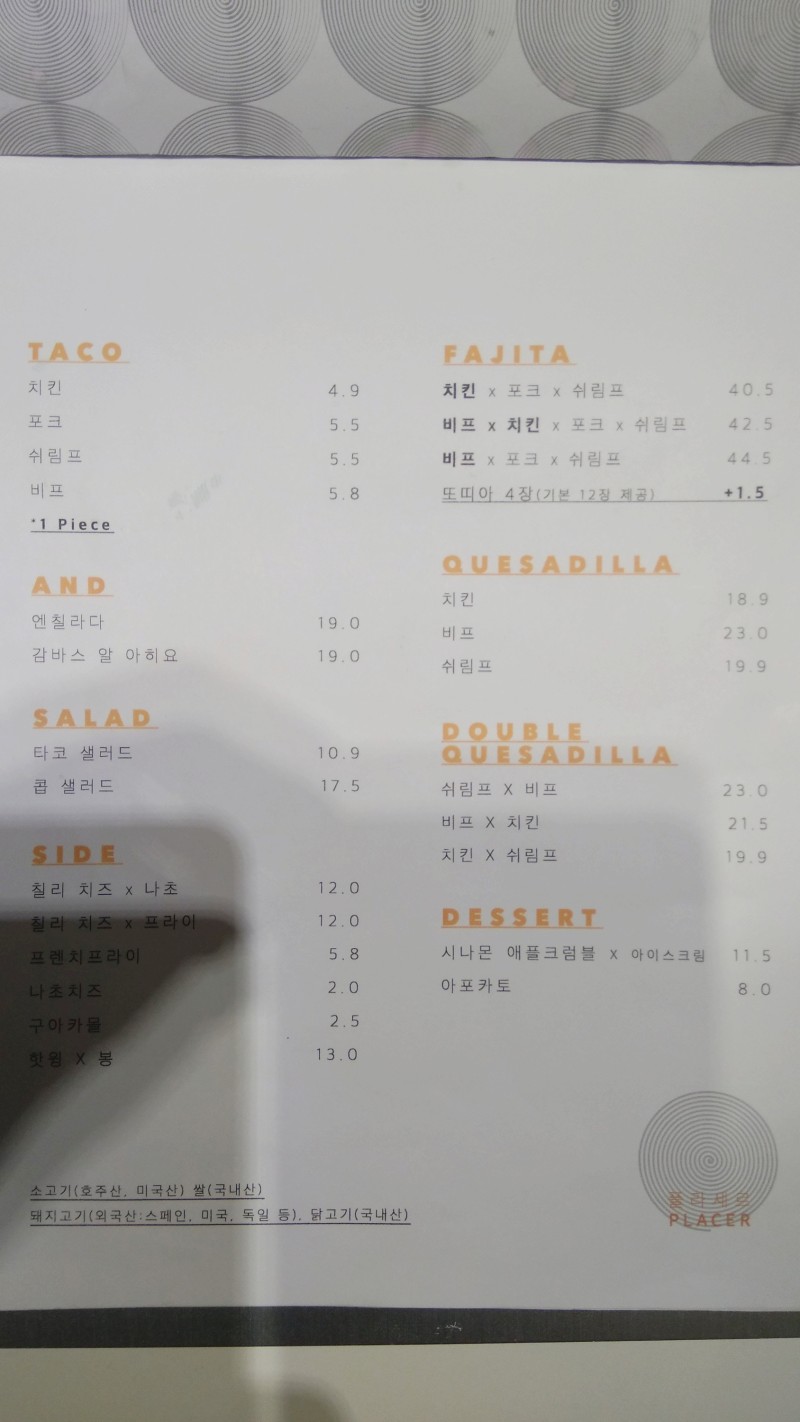 TACO
치킨 4.9
포크 5.5
쉬림프 5.5
비프 5.8
*1 Piece
AND
엔칠라다 19.0
감바스 알 아히요 19.0
SALAD
타코 샐러드 10.9
콥 샐러드 17.5
SIDE
칠리 치즈 x 나초 12.0
칠리 치즈 x 프라이 12.0
프렌치프라이 5.8
나초치즈 2.0
구아카몰 2.5
핫윙 X 봉 13.0
소고기(호주산, 미국산) 쌀(국내산)
돼지고기(외국산:스페인, 미국, 독일 등), 닭고기(국내산)
FAJITA
치킨 x 포크 x 쉬림프 40.5
비프 x 치킨 x 포크 x 쉬림프 42.5
비프 x 포크 x 쉬림프 44.5
또띠아 4장(기본 12장 제공) +1.5
QUESADILLA
치킨 18.9
비프 23.0
쉬림프 19.9
DOUBLE
QUESADILLA
쉬림프 X 비프 23.0
비프 X 치킨 21.5
치킨 X 쉬림프 19.9
DESSERT
시나몬 애플크럼블 X 아이스크림 11.5
아포카토 8.0
플라세르
PLACER